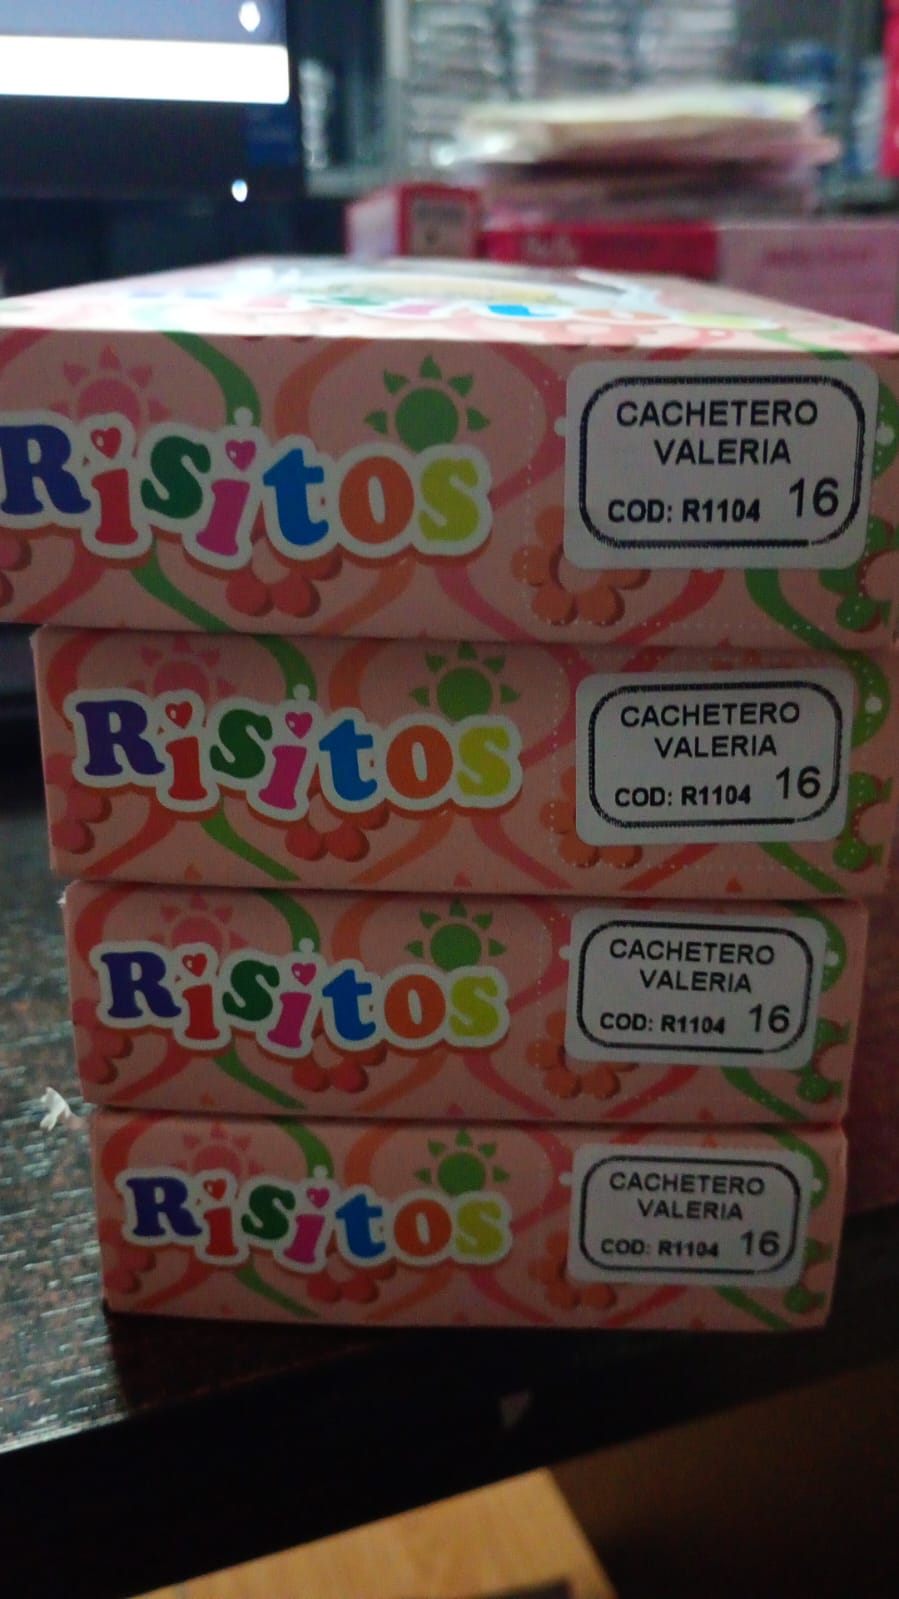 Risitos
CACHETERO
VALERIA
COD: R1104 16
Risitos
CACHETERO
VALERIA
COD: R1104 16
Risitos
CACHETERO
VALERIA
COD: R1104 16
Risitos
CACHETERO
VALERIA
COD: R1104 16